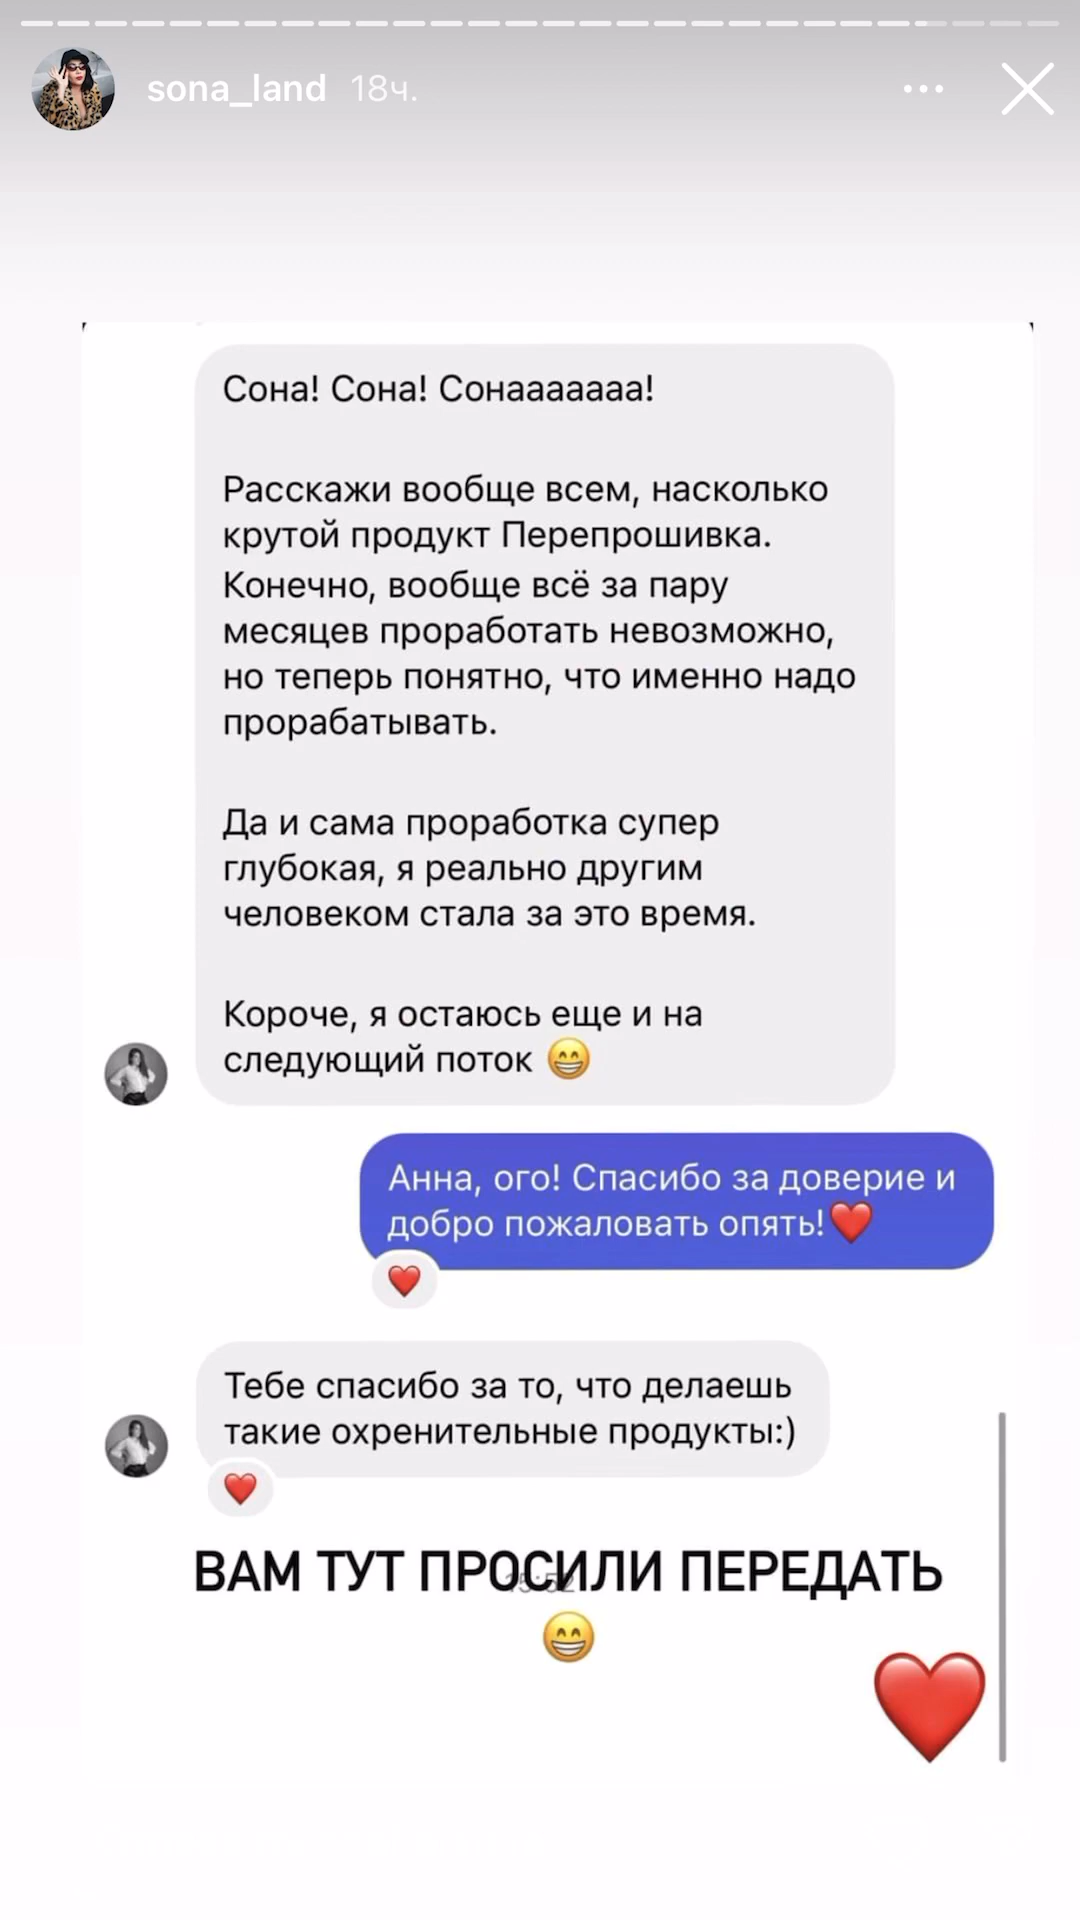 sona_land 18ч.
Сона! Сона! Сонааааааа!
Расскажи вообще всем, насколько
крутой продукт Перепрошивка.
Конечно, вообще всё за пару
месяцев проработать невозможно,
но теперь понятно, что именно надо
прорабатывать.
Да и сама проработка супер
глубокая, я реально другим
человеком стала за это время.
Короче, я остаюсь еще и на
следующий поток 😁
Анна, ого! Спасибо за доверие и
добро пожаловать опять!❤️
Тебе спасибо за то, что делаешь
такие охренительные продукты:)
ВАМ ТУТ ПРОСИЛИ ПЕРЕДАТЬ
😁